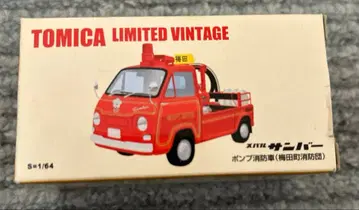 TOMICA LIMITED VINTAGE
梅田
スバル サンバー
ポンプ消防車(梅田町消防団)
S=1/64